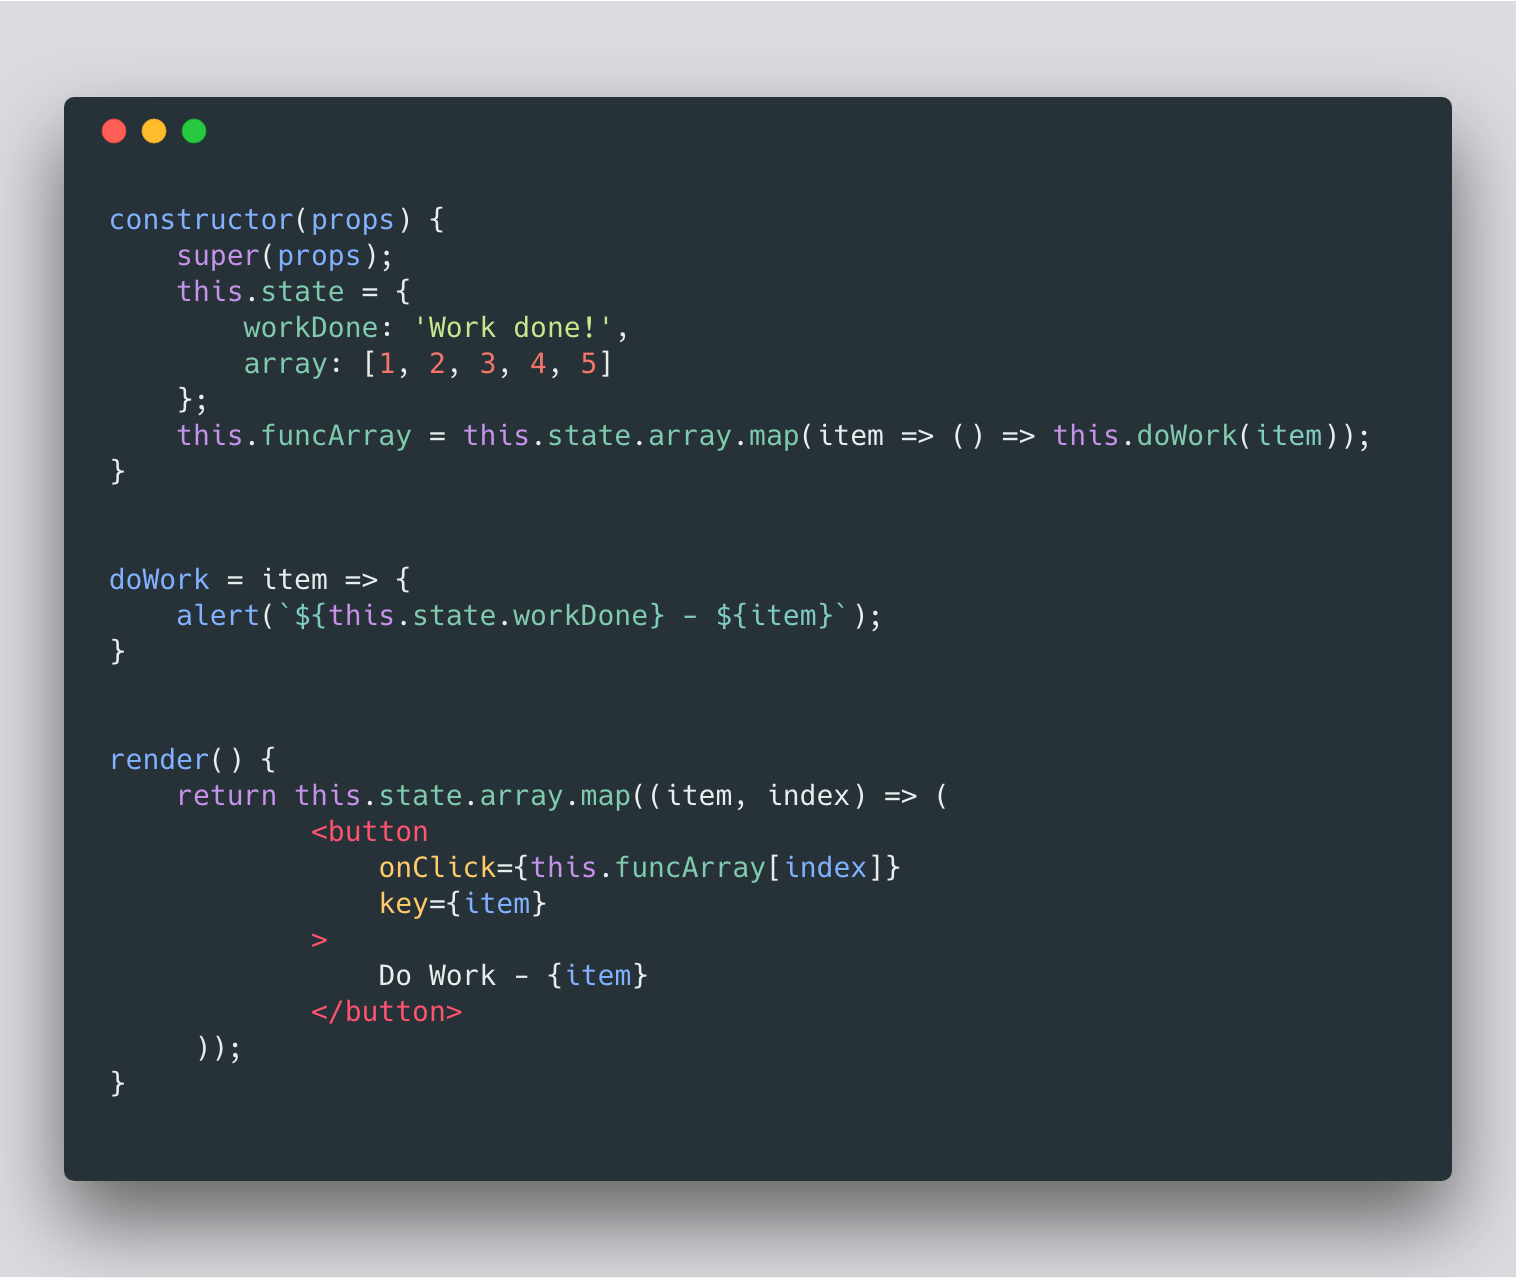 constructor(props) {
    super(props);
    this.state = {
        workDone: 'Work done!',
        array: [1, 2, 3, 4, 5]
    };
    this.funcArray = this.state.array.map(item => () => this.doWork(item));
}
doWork = item => {
    alert(`${this.state.workDone} - ${item}`);
}
render() {
    return this.state.array.map((item, index) => (
            <button
                onClick={this.funcArray[index]}
                key={item}
            >
                Do Work - {item}
            </button>
     ));
}